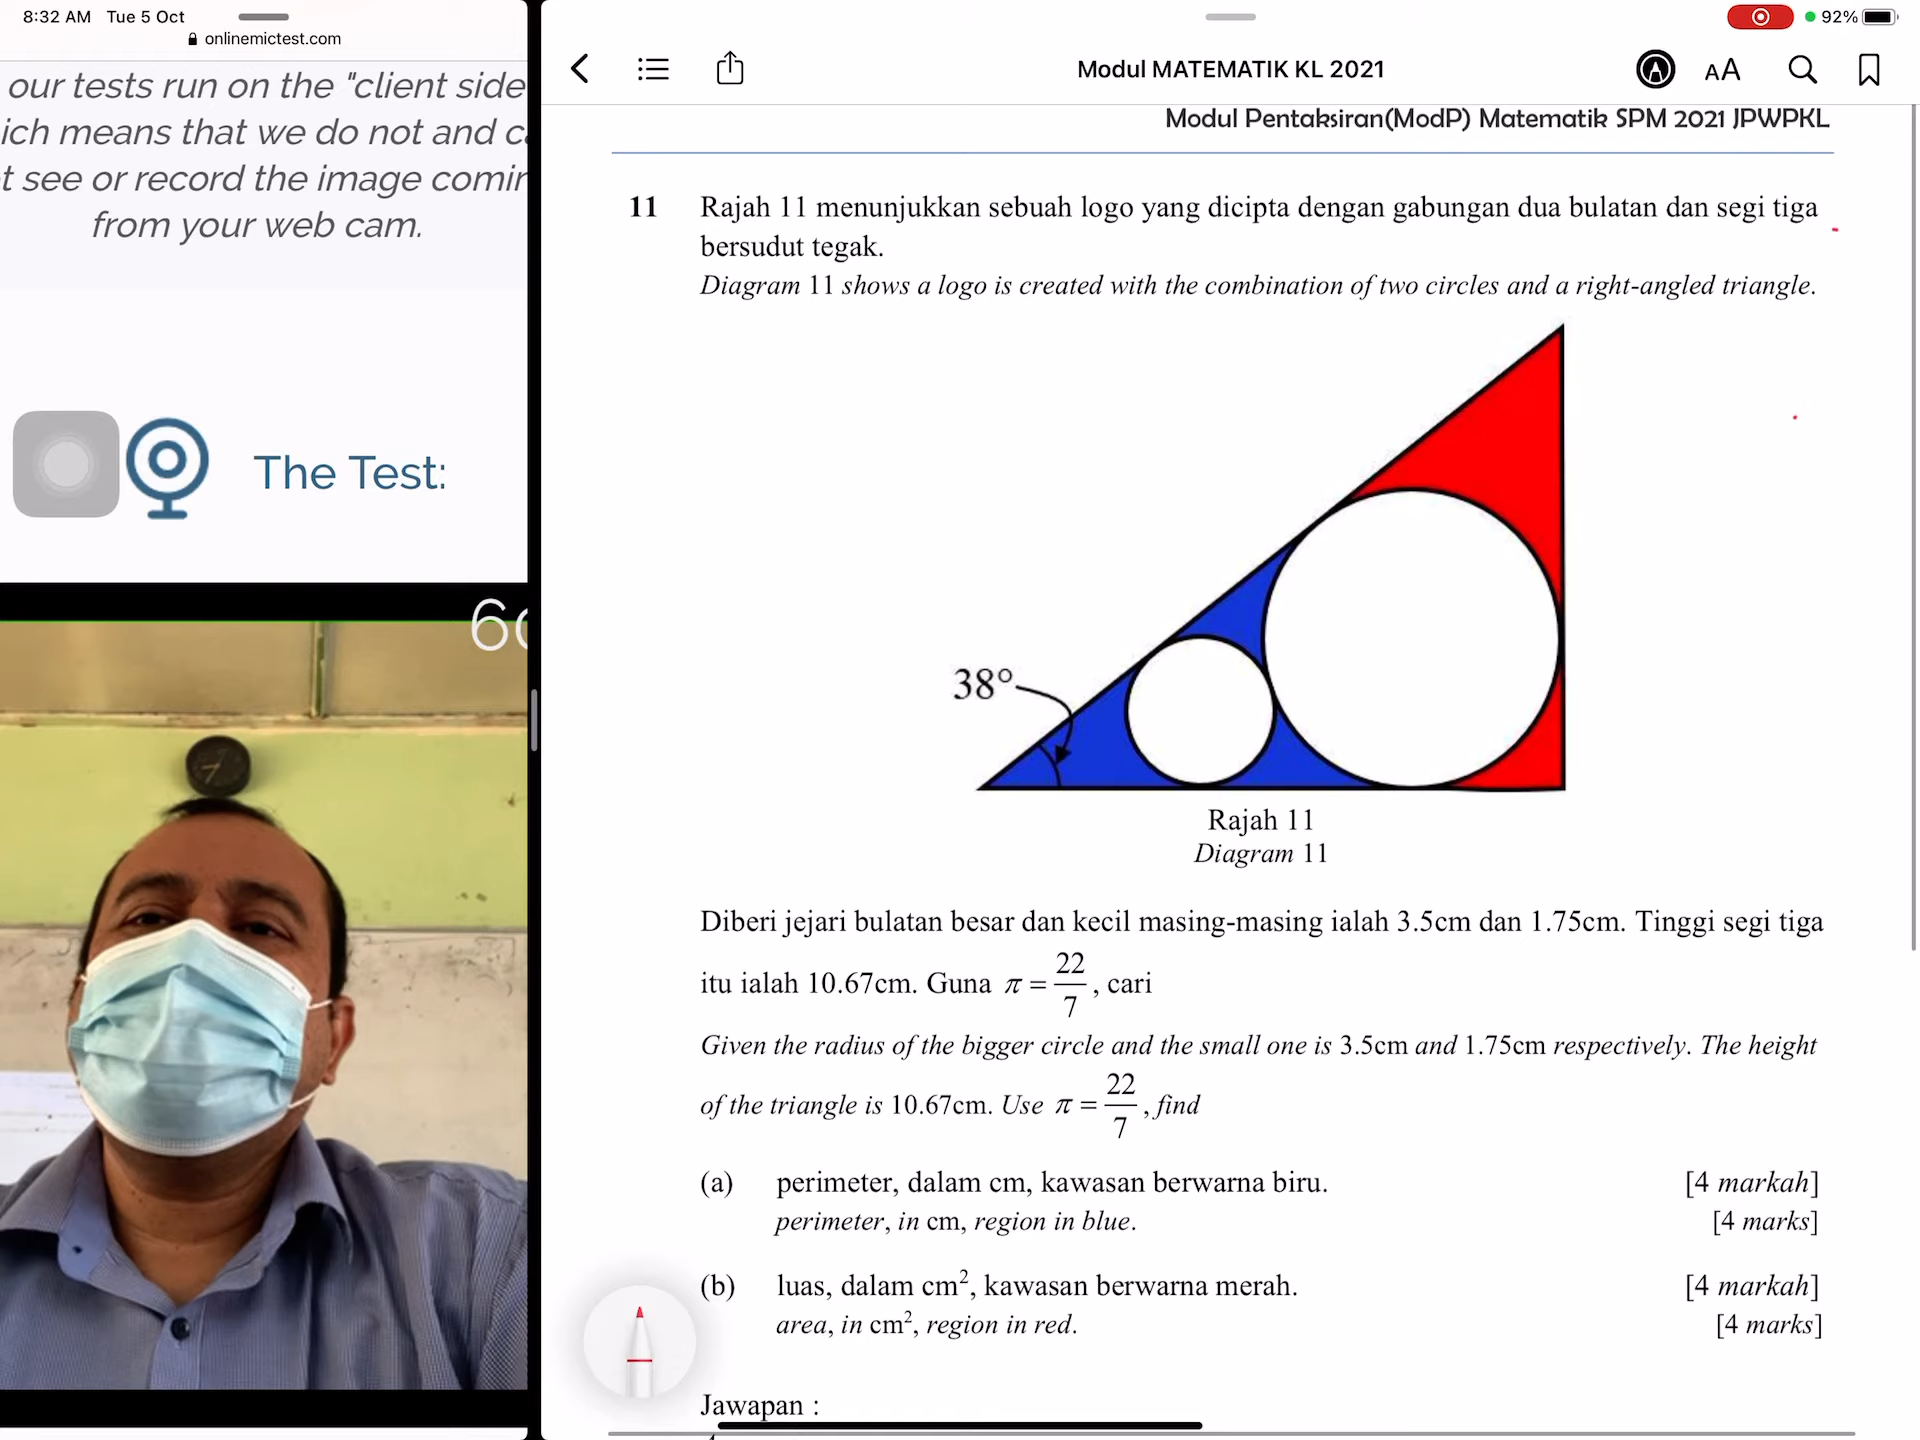 8:32 AM Tue 5 Oct
onlinemictest.com
our tests run on the "client side
ich means that we do not and c
t see or record the image comin
from your web cam.
The Test:
92%
Modul MATEMATIK KL 2021
AA
Modul Pentaksiran(ModP) Matematik SPM 2021 JPWPKL
11 Rajah 11 menunjukkan sebuah logo yang dicipta dengan gabungan dua bulatan dan segi tiga
bersudut tegak.
Diagram 11 shows a logo is created with the combination of two circles and a right-angled triangle.
38°
Rajah 11
Diagram 11
Diberi jejari bulatan besar dan kecil masing-masing ialah 3.5cm dan 1.75cm. Tinggi segi tiga
itu ialah 10.67cm. Guna π = 22/7 , cari
Given the radius of the bigger circle and the small one is 3.5cm and 1.75cm respectively. The height
of the triangle is 10.67cm. Use π = 22/7 , find
(a) perimeter, dalam cm, kawasan berwarna biru. [4 markah]
perimeter, in cm, region in blue. [4 marks]
(b) luas, dalam cm², kawasan berwarna merah. [4 markah]
area, in cm², region in red. [4 marks]
Jawapan :